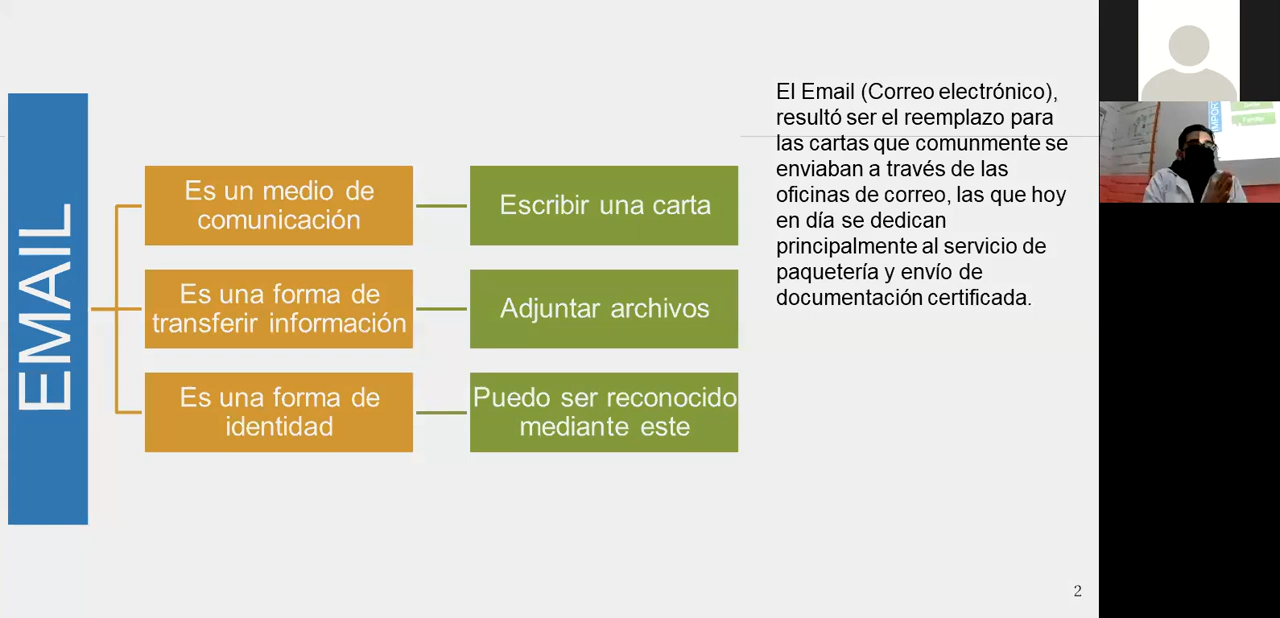 EMAIL
Es un medio de
comunicación
Escribir una carta
Es una forma de
transferir información
Adjuntar archivos
Es una forma de
identidad
Puedo ser reconocido
mediante este
El Email (Correo electrónico),
resultó ser el reemplazo para
las cartas que comunmente se
enviaban a través de las
oficinas de correo, las que hoy
en día se dedican
principalmente al servicio de
paquetería y envío de
documentación certificada.
2